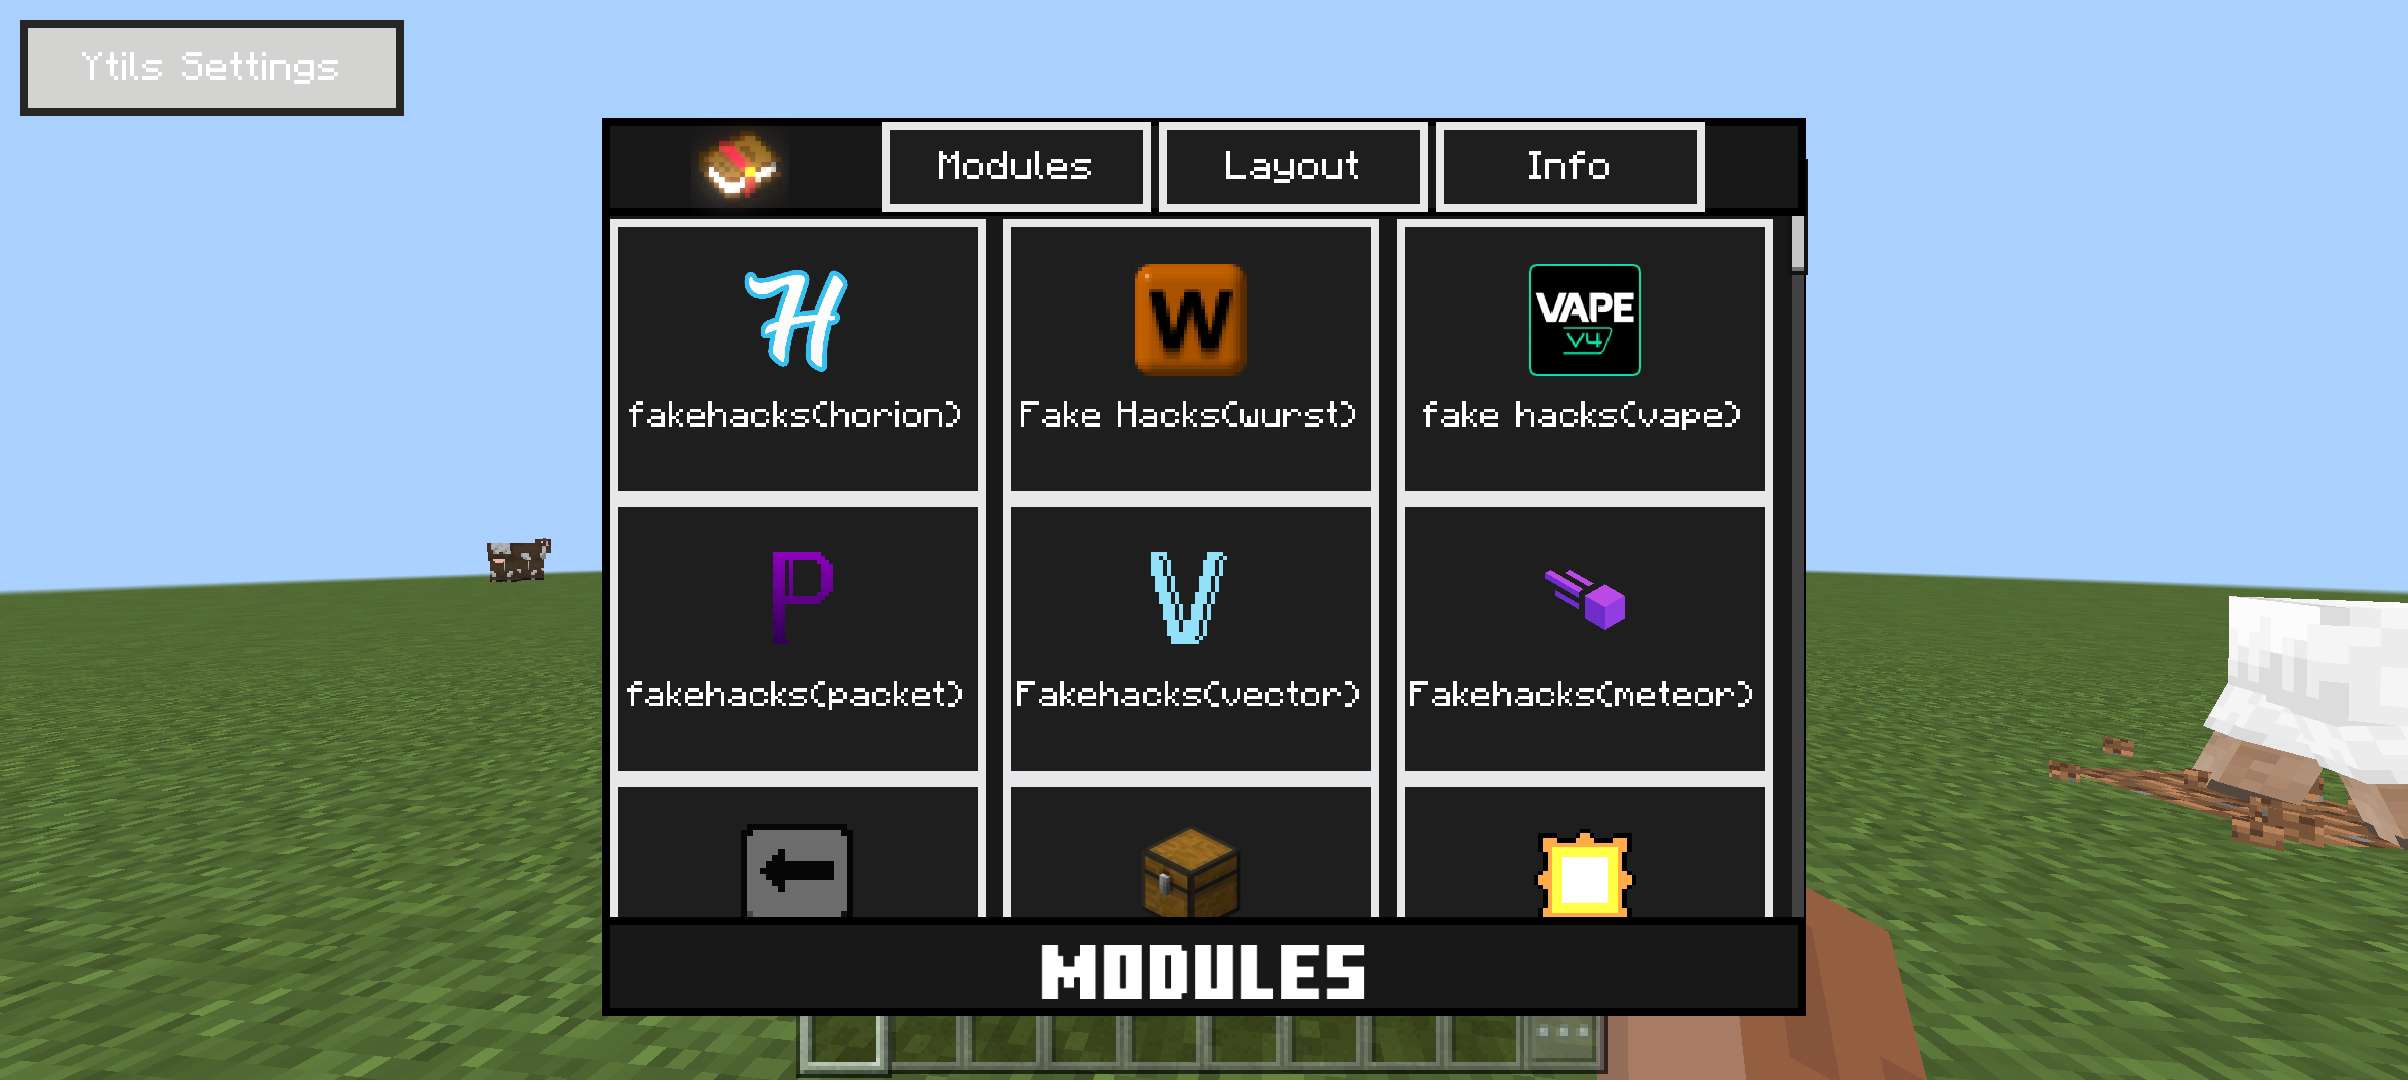 Ytils Settings
Modules
Layout
Info
H
W
VAPE
V4
fakehacks(horion)
Fake Hacks(wurst)
fake hacks(vape)
P
V
fakehacks(packet)
Fakehacks(vector)
Fakehacks(meteor)
MODULES